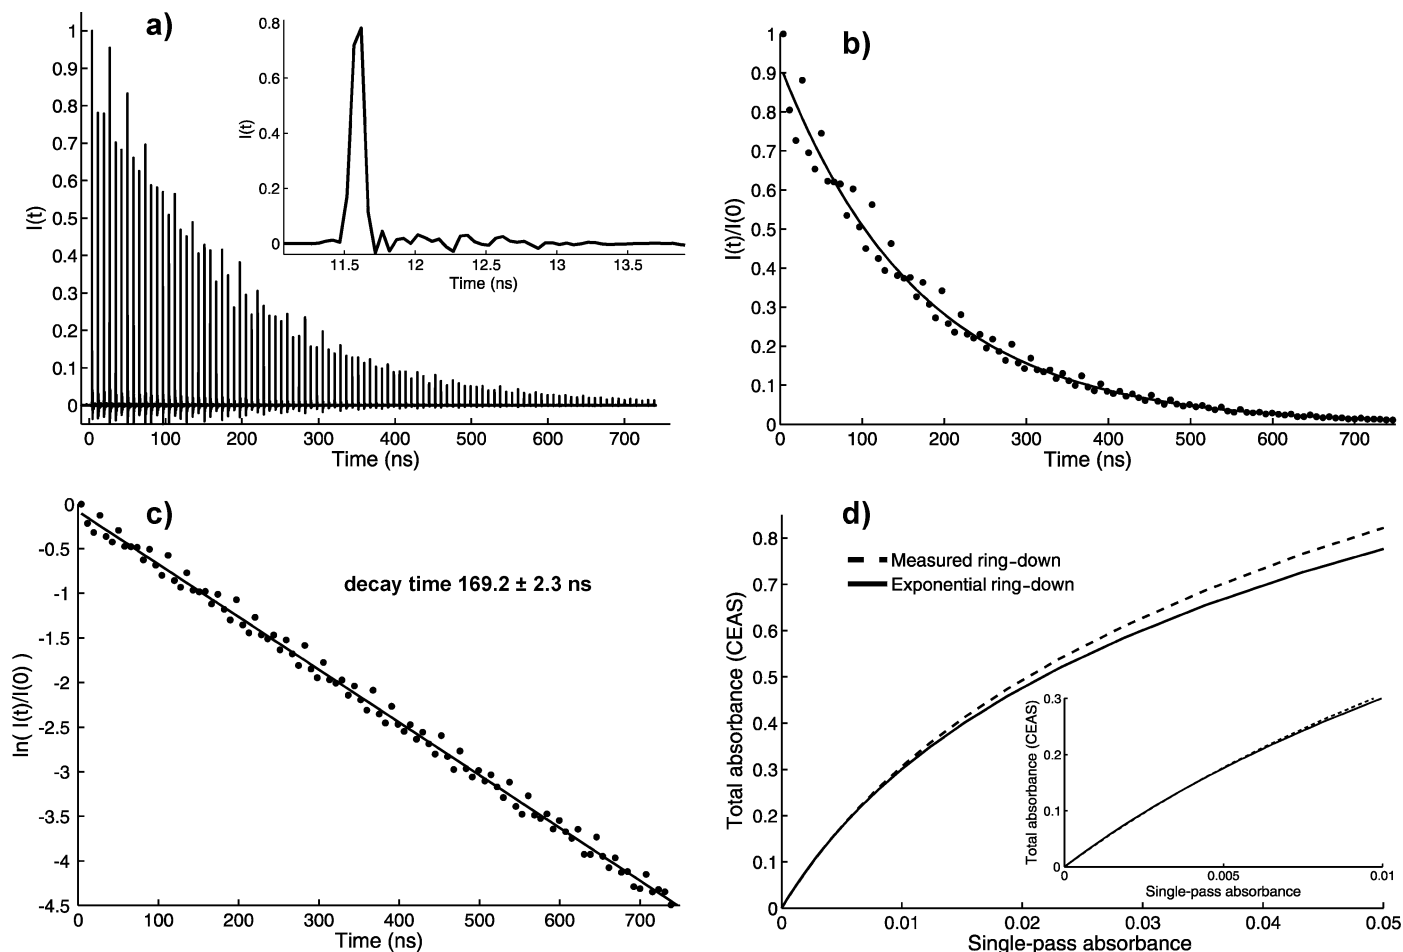 a)
I(t)
1
0.9
0.8
0.7
0.6
0.5
0.4
0.3
0.2
0.1
0
0 100 200 300 400 500 600 700
Time (ns)
I(t)
0.8
0.6
0.4
0.2
0
11.5 12 12.5 13 13.5
Time (ns)
b)
I(t)/I(0)
1
0.9
0.8
0.7
0.6
0.5
0.4
0.3
0.2
0.1
0
0 100 200 300 400 500 600 700
Time (ns)
c)
decay time 169.2 ± 2.3 ns
ln( I(t)/I(0) )
0
-0.5
-1
-1.5
-2
-2.5
-3
-3.5
-4
-4.5
0 100 200 300 400 500 600 700
Time (ns)
d)
Measured ring-down
Exponential ring-down
Total absorbance (CEAS)
0.8
0.7
0.6
0.5
0.4
0.3
0.2
0.1
0
0 0.01 0.02 0.03 0.04 0.05
Single-pass absorbance
Total absorbance (CEAS)
0.3
0.2
0.1
0
0 0.005 0.01
Single-pass absorbance